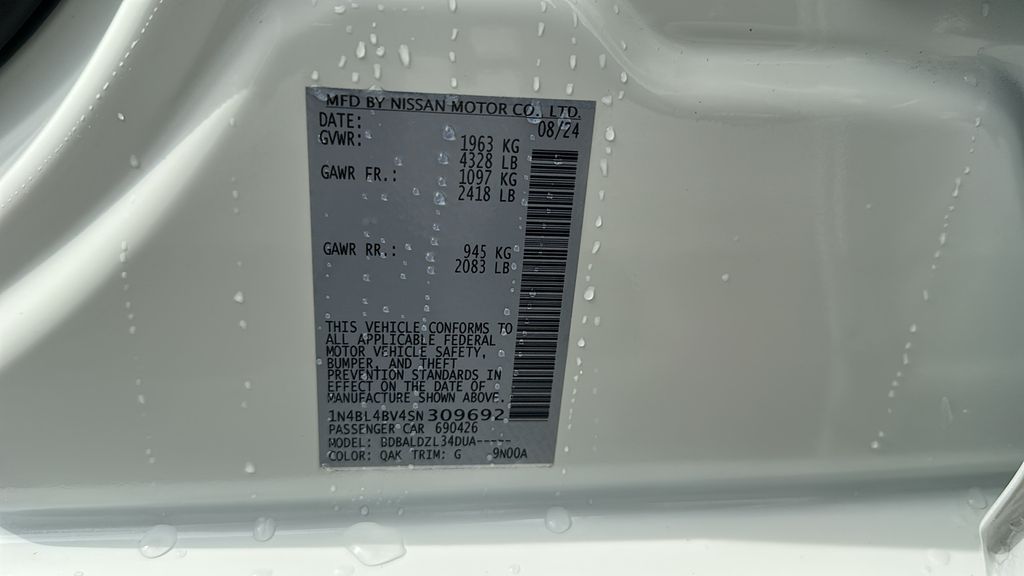 MFD BY NISSAN MOTOR CO., LTD.
DATE: 08/24
GVWR: 1963 KG
4328 LB
GAWR FR.: 1097 KG
2418 LB
GAWR RR.: 945 KG
2083 LB
THIS VEHICLE CONFORMS TO
ALL APPLICABLE FEDERAL
MOTOR VEHICLE SAFETY,
BUMPER, AND THEFT
PREVENTION STANDARDS IN
EFFECT ON THE DATE OF
MANUFACTURE SHOWN ABOVE.
1N4BL4BV4SN309692
PASSENGER CAR 690426
MODEL: BDBALDZL34DUA-----
COLOR: QAK TRIM: G 9N00A